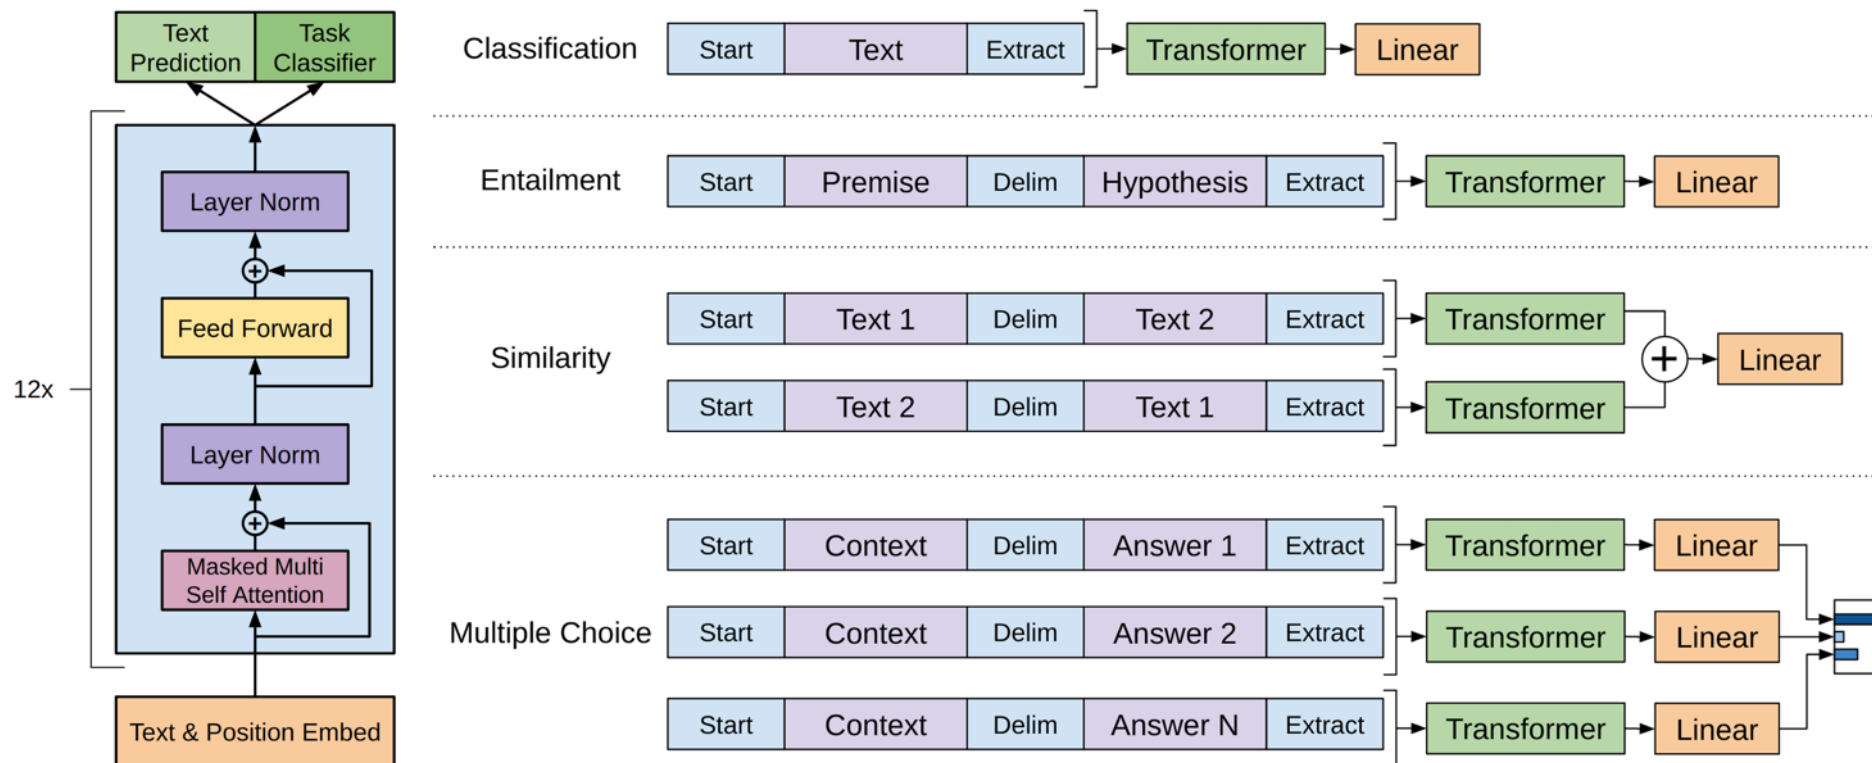 Text
Prediction
Task
Classifier
12x
Layer Norm
+
Feed Forward
Layer Norm
+
Masked Multi
Self Attention
Text & Position Embed
Classification Start Text Extract Transformer Linear
Entailment Start Premise Delim Hypothesis Extract Transformer Linear
Similarity
Start Text 1 Delim Text 2 Extract Transformer
Start Text 2 Delim Text 1 Extract Transformer
+ Linear
Multiple Choice
Start Context Delim Answer 1 Extract Transformer Linear
Start Context Delim Answer 2 Extract Transformer Linear
Start Context Delim Answer N Extract Transformer Linear